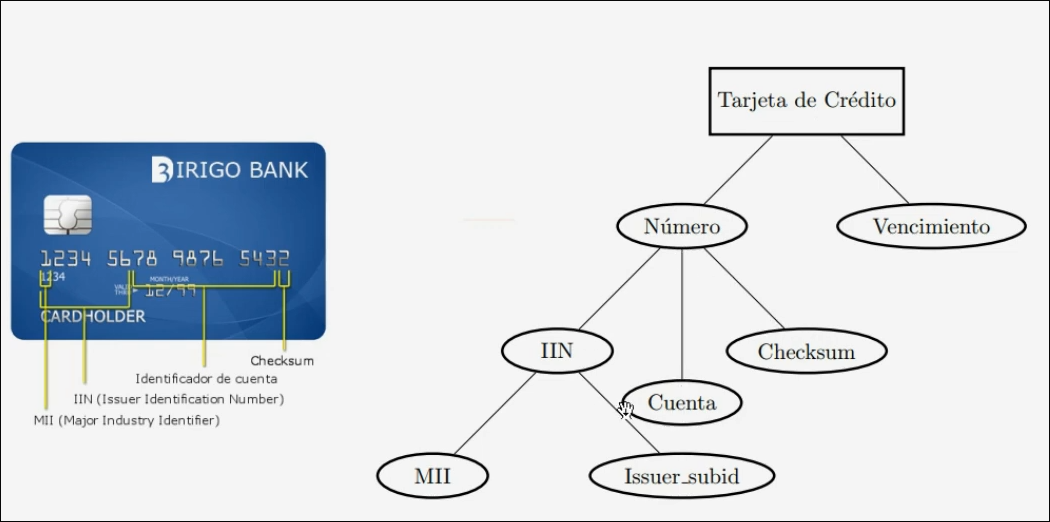 BIRIGO BANK
1234 5678 9876 5432
1234
MONTH/YEAR
VALID THRU
12/99
CARDHOLDER
Checksum
Identificador de cuenta
IIN (Issuer Identification Number)
MII (Major Industry Identifier)
Tarjeta de Crédito
Número
Vencimiento
IIN
Checksum
Cuenta
MII
Issuer_subid